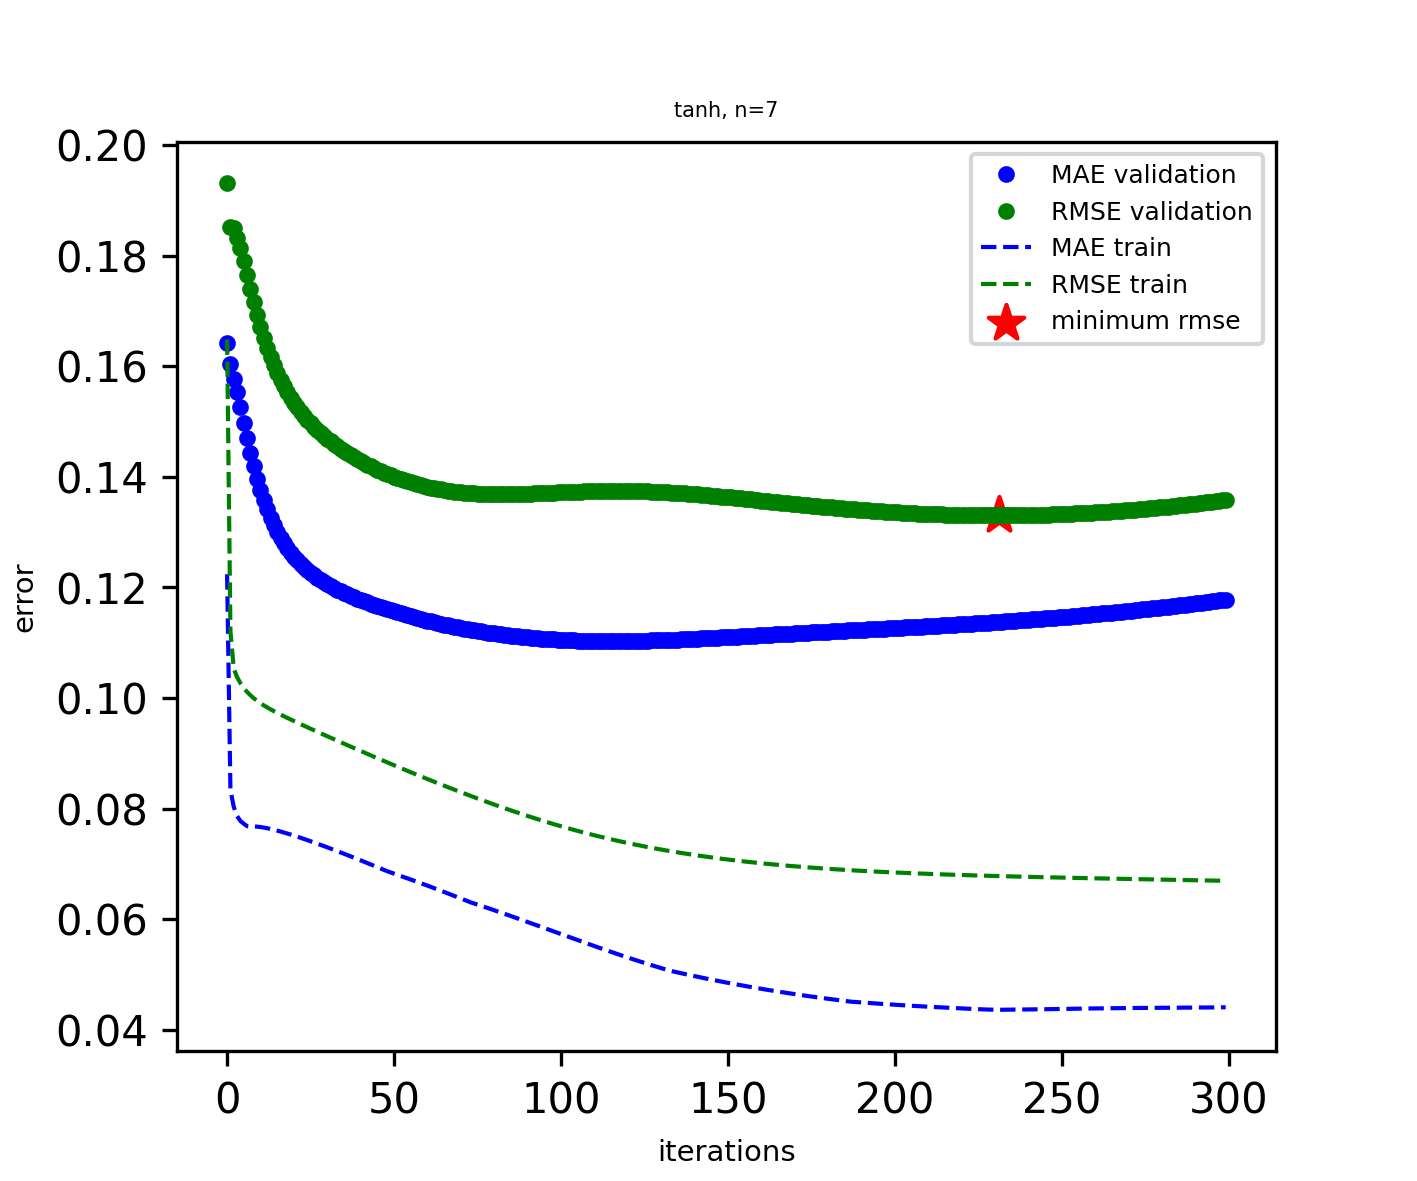 tanh, n=7
0.20
0.18
0.16
0.14
0.12
0.10
0.08
0.06
0.04
error
MAE validation
RMSE validation
MAE train
RMSE train
minimum rmse
0 50 100 150 200 250 300
iterations